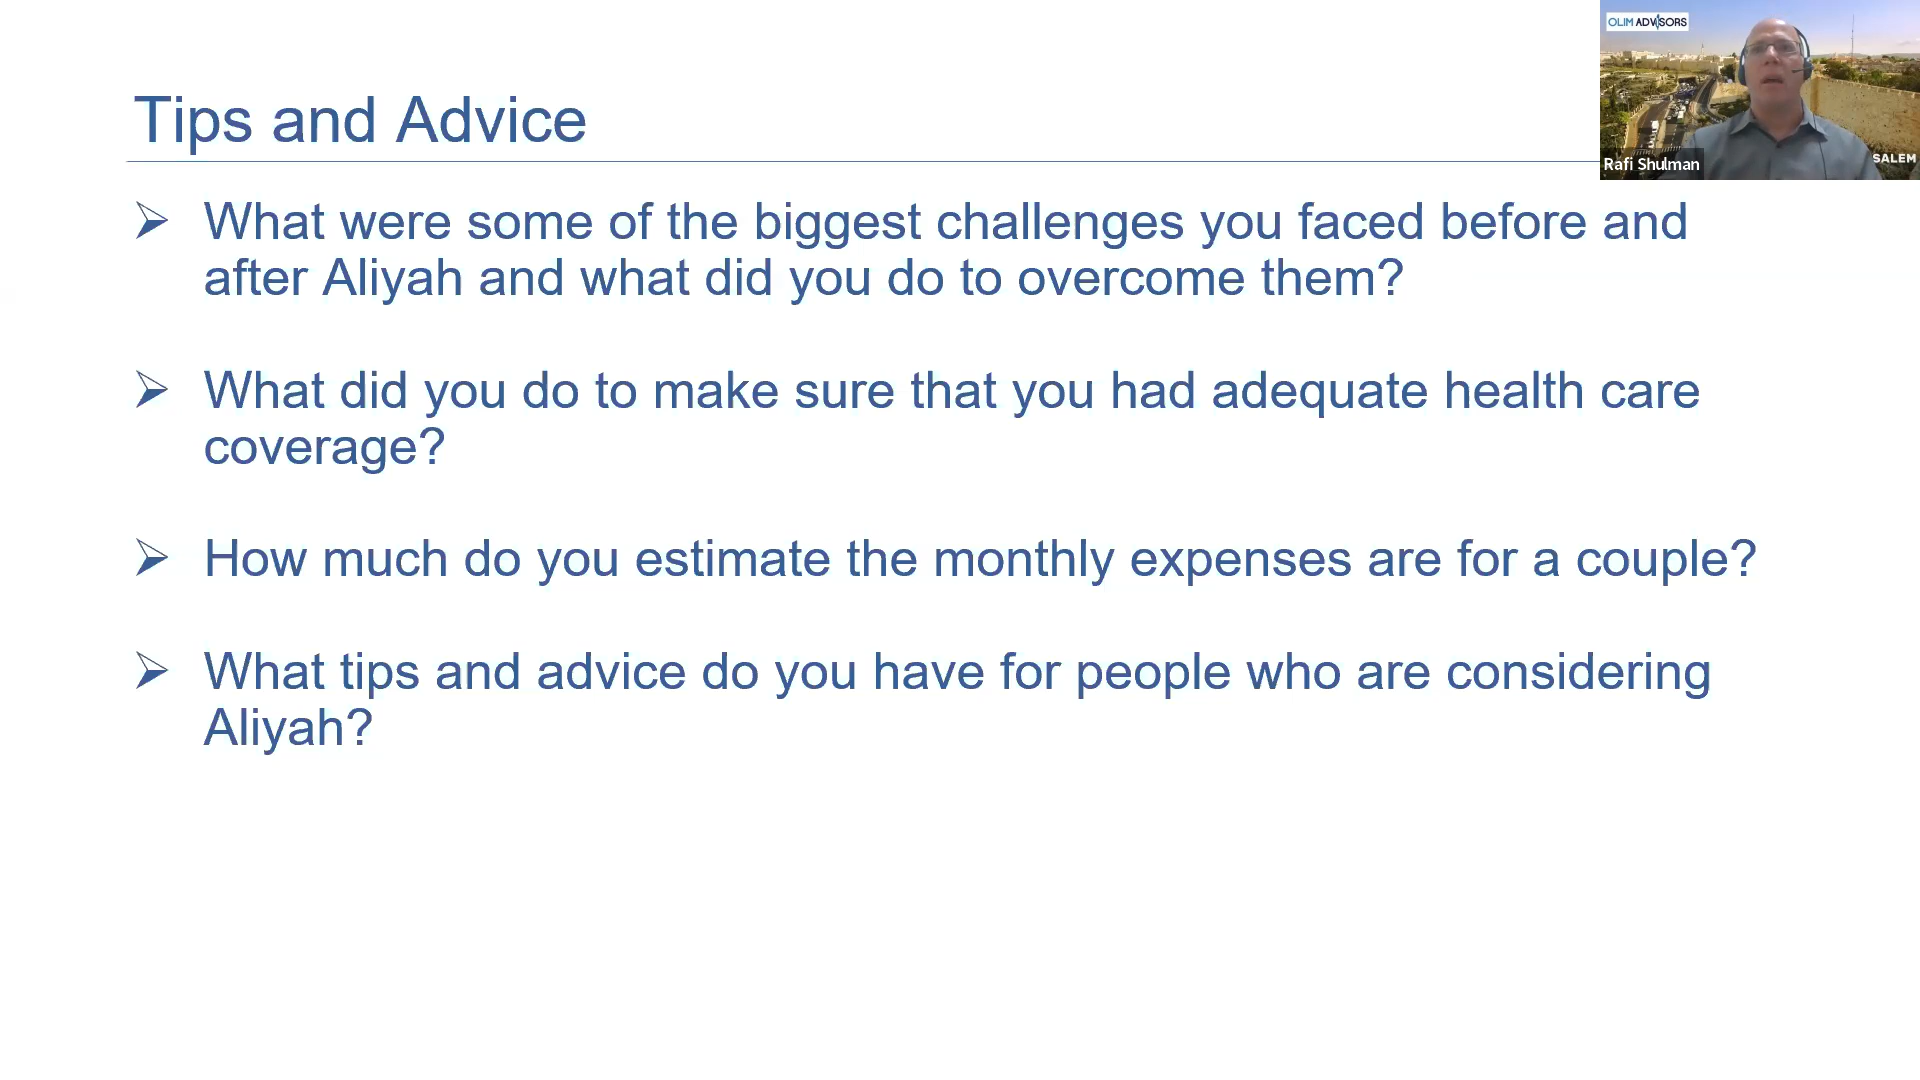 Tips and Advice
What were some of the biggest challenges you faced before and
after Aliyah and what did you do to overcome them?
What did you do to make sure that you had adequate health care
coverage?
How much do you estimate the monthly expenses are for a couple?
What tips and advice do you have for people who are considering
Aliyah?
OLIM ADVISORS
SALEM
Rafi Shulman